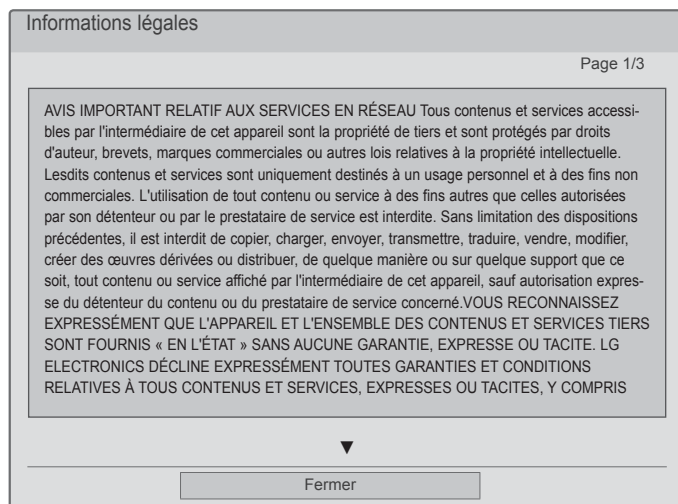 Informations légales
Page 1/3
AVIS IMPORTANT RELATIF AUX SERVICES EN RÉSEAU Tous contenus et services accessi-
bles par l'intermédiaire de cet appareil sont la propriété de tiers et sont protégés par droits
d'auteur, brevets, marques commerciales ou autres lois relatives à la propriété intellectuelle.
Lesdits contenus et services sont uniquement destinés à un usage personnel et à des fins non
commerciales. L'utilisation de tout contenu ou service à des fins autres que celles autorisées
par son détenteur ou par le prestataire de service est interdite. Sans limitation des dispositions
précédentes, il est interdit de copier, charger, envoyer, transmettre, traduire, vendre, modifier,
créer des œuvres dérivées ou distribuer, de quelque manière ou sur quelque support que ce
soit, tout contenu ou service affiché par l'intermédiaire de cet appareil, sauf autorisation expres-
se du détenteur du contenu ou du prestataire de service concerné.VOUS RECONNAISSEZ
EXPRESSÉMENT QUE L'APPAREIL ET L'ENSEMBLE DES CONTENUS ET SERVICES TIERS
SONT FOURNIS « EN L'ÉTAT » SANS AUCUNE GARANTIE, EXPRESSE OU TACITE. LG
ELECTRONICS DÉCLINE EXPRESSÉMENT TOUTES GARANTIES ET CONDITIONS
RELATIVES À TOUS CONTENUS ET SERVICES, EXPRESSES OU TACITES, Y COMPRIS
▼
Fermer